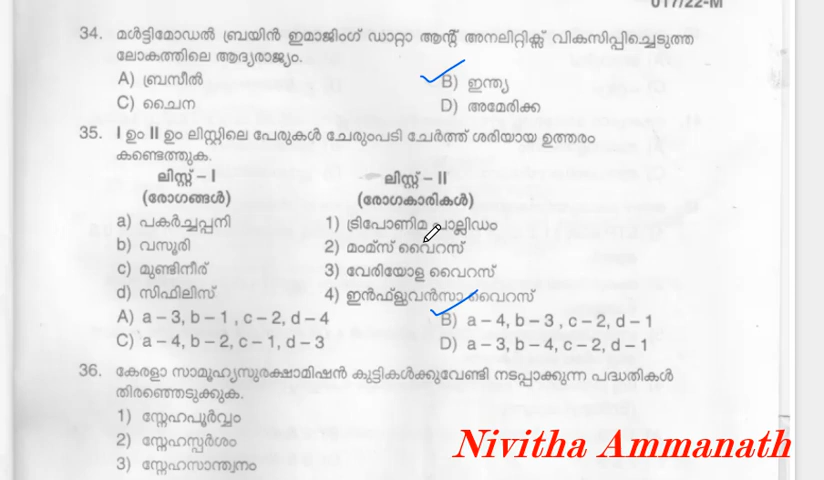 017/22-M
34. മൾട്ടിമോഡൽ ബ്രയിൻ ഇമാജിംഗ് ഡാറ്റാ ആന്റ് അനലിറ്റിക്സ് വികസിപ്പിച്ചെടുത്ത
ലോകത്തിലെ ആദ്യരാജ്യം.
A) ബ്രസീൽ B) ഇന്ത്യ
C) ചൈന D) അമേരിക്ക
35. I ഉം II ഉം ലിസ്റ്റിലെ പേരുകൾ ചേരുംപടി ചേർത്ത് ശരിയായ ഉത്തരം
കണ്ടെത്തുക.
ലിസ്റ്റ് – I ലിസ്റ്റ് – II
(രോഗങ്ങൾ) (രോഗകാരികൾ)
a) പകർച്ചപ്പനി 1) ട്രിപോണിമ പാല്ലിഡം
b) വസൂരി 2) മംമ്സ് വൈറസ്
c) മുണ്ടിനീര് 3) വേരിയോള വൈറസ്
d) സിഫിലിസ് 4) ഇൻഫ്ളുവൻസാ വൈറസ്
A) a – 3, b – 1 , c – 2, d – 4 B) a – 4, b – 3 , c – 2, d – 1
C) a – 4, b – 2, c – 1, d – 3 D) a – 3, b – 4, c – 2, d – 1
36. കേരളാ സാമൂഹ്യസുരക്ഷാമിഷൻ കുട്ടികൾക്കുവേണ്ടി നടപ്പാക്കുന്ന പദ്ധതികൾ
തിരഞ്ഞെടുക്കുക.
1) സ്നേഹപൂർവ്വം
2) സ്നേഹസ്പർശം
3) സ്നേഹസാന്ത്വനം
Nivitha Ammanath